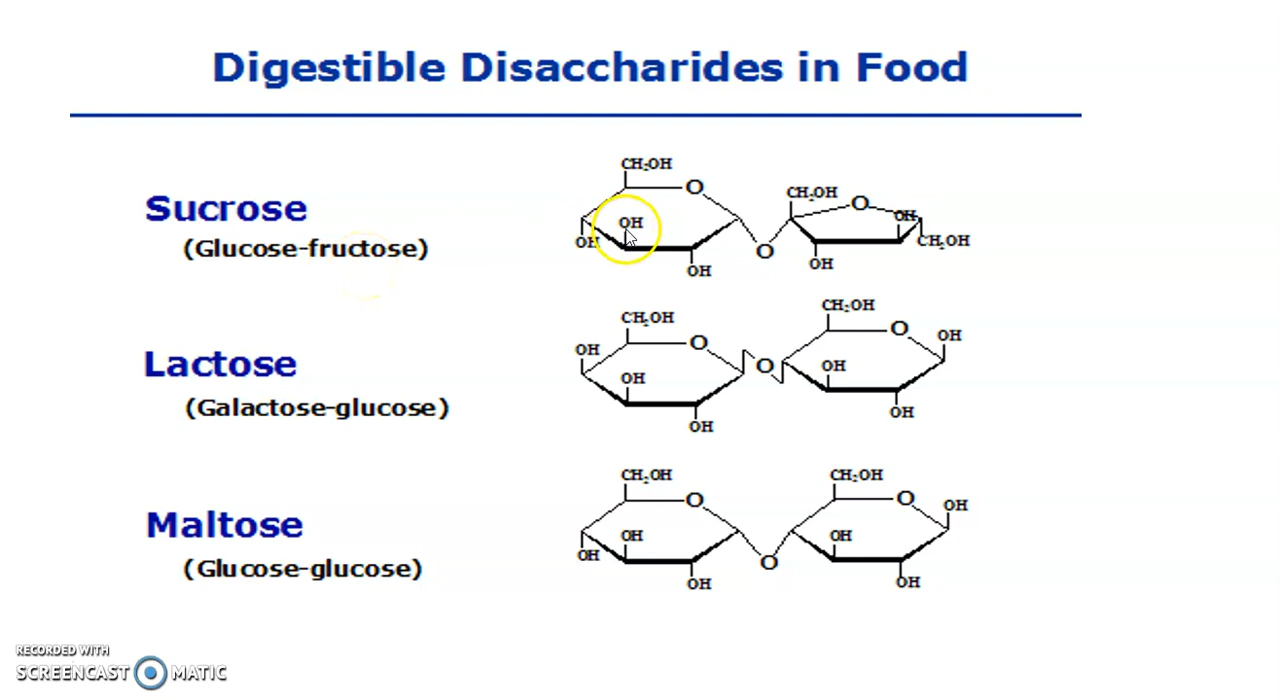 Digestible Disaccharides in Food
Sucrose
(Glucose-fructose)
CH₂OH
O
OH
OH
OH
O
CH₂OH
O
OH
OH
CH₂OH
Lactose
(Galactose-glucose)
CH₂OH
O
OH
OH
OH
O
CH₂OH
O
OH
OH
OH
Maltose
(Glucose-glucose)
CH₂OH
O
OH
OH
OH
O
CH₂OH
O
OH
OH
OH
RECORDED WITH
SCREENCAST MATIC